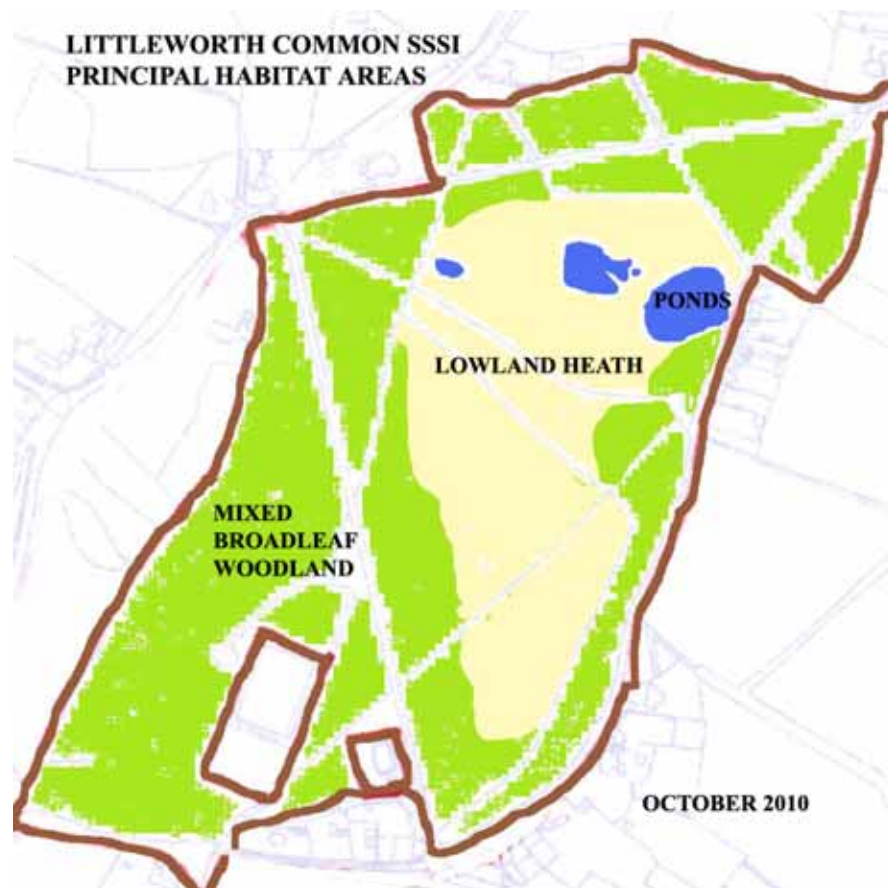 LITTLEWORTH COMMON SSSI
PRINCIPAL HABITAT AREAS
PONDS
LOWLAND HEATH
MIXED
BROADLEAF
WOODLAND
OCTOBER 2010